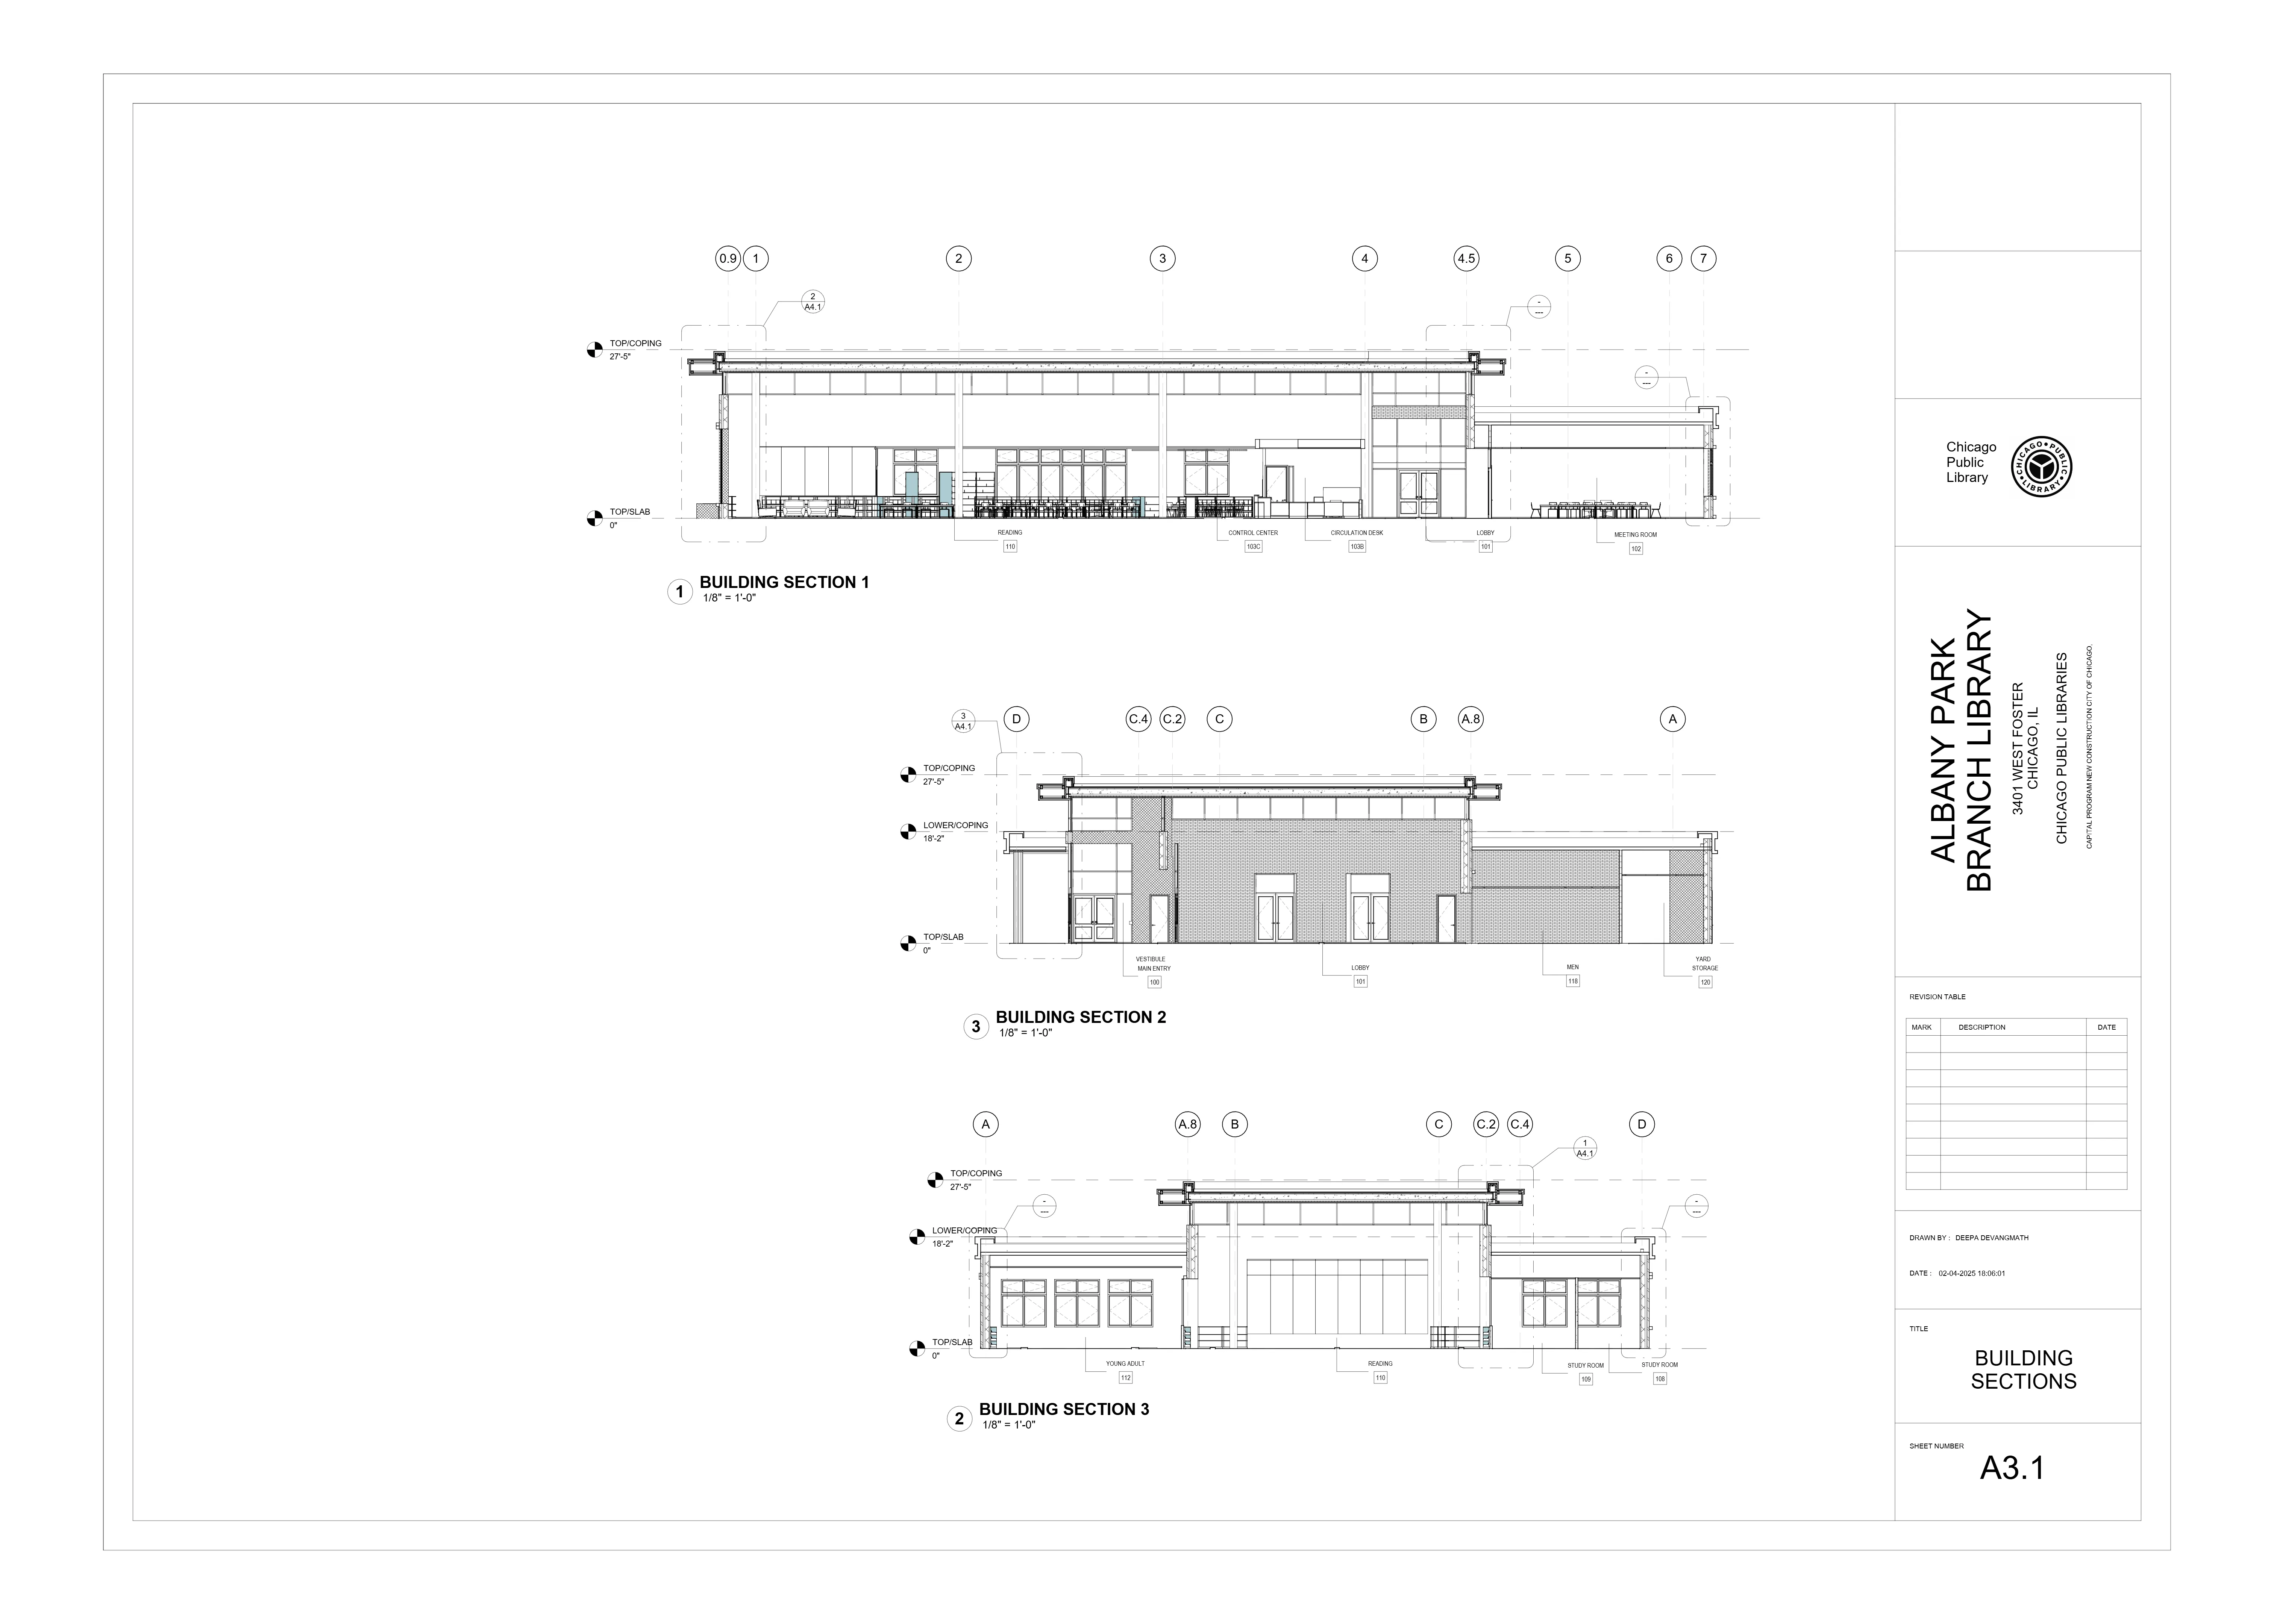 0.9 1 2 3 4 4.5 5 6 7
2
A4.1
-
---
-
---
TOP/COPING
27'-5"
TOP/SLAB
0"
READING
110
CONTROL CENTER
103C
CIRCULATION DESK
103B
LOBBY
101
MEETING ROOM
102
1 BUILDING SECTION 1
1/8" = 1'-0"
3
A4.1
D C.4 C.2 C B A.8 A
TOP/COPING
27'-5"
LOWER/COPING
18'-2"
TOP/SLAB
0"
VESTIBULE
MAIN ENTRY
100
LOBBY
101
MEN
118
YARD
STORAGE
120
3 BUILDING SECTION 2
1/8" = 1'-0"
A A.8 B C C.2 C.4 D
1
A4.1
-
---
-
---
TOP/COPING
27'-5"
LOWER/COPING
18'-2"
TOP/SLAB
0"
YOUNG ADULT
112
READING
110
STUDY ROOM
109
STUDY ROOM
108
2 BUILDING SECTION 3
1/8" = 1'-0"
Chicago
Public
Library
CHICAGO • PUBLIC • LIBRARY •
ALBANY PARK
BRANCH LIBRARY
3401 WEST FOSTER
CHICAGO, IL
CHICAGO PUBLIC LIBRARIES
CAPITAL PROGRAM NEW CONSTRUCTION CITY OF CHICAGO.
REVISION TABLE
MARK DESCRIPTION DATE
DRAWN BY : DEEPA DEVANGMATH
DATE : 02-04-2025 18:06:01
TITLE
BUILDING
SECTIONS
SHEET NUMBER
A3.1